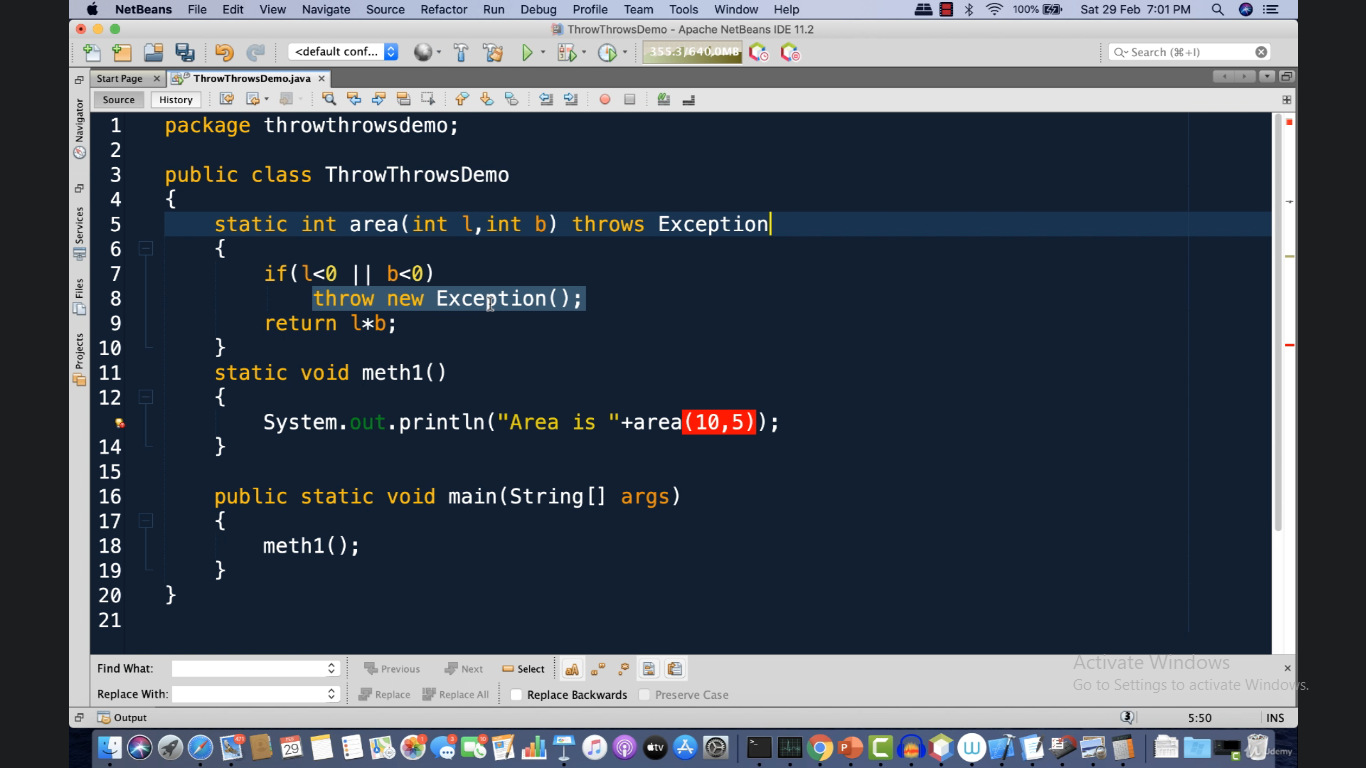 NetBeans File Edit View Navigate Source Refactor Run Debug Profile Team Tools Window Help 100% Sat 29 Feb 7:01 PM
ThrowThrowsDemo - Apache NetBeans IDE 11.2
<default conf... 355.3/640.0MB Search (⌘+I)
Start Page ThrowThrowsDemo.java
Source History
Navigator
Services
Files
Projects
1 package throwthrowsdemo;
2
3 public class ThrowThrowsDemo
4 {
5 static int area(int l,int b) throws Exception
6 {
7 if(l<0 || b<0)
8 throw new Exception();
9 return l*b;
10 }
11 static void meth1()
12 {
System.out.println("Area is "+area(10,5));
14 }
15
16 public static void main(String[] args)
17 {
18 meth1();
19 }
20 }
21
Find What: Previous Next Select
Replace With: Replace Replace All Replace Backwards Preserve Case
Activate Windows
Go to Settings to activate Windows.
Output 5:50 INS